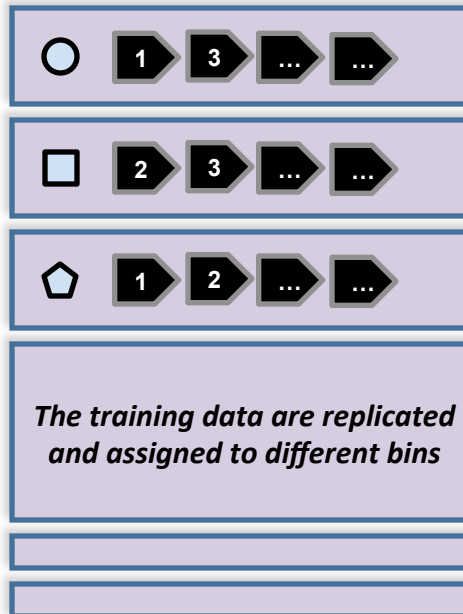 1 3 ... ...
2 3 ... ...
1 2 ... ...
The training data are replicated
and assigned to different bins